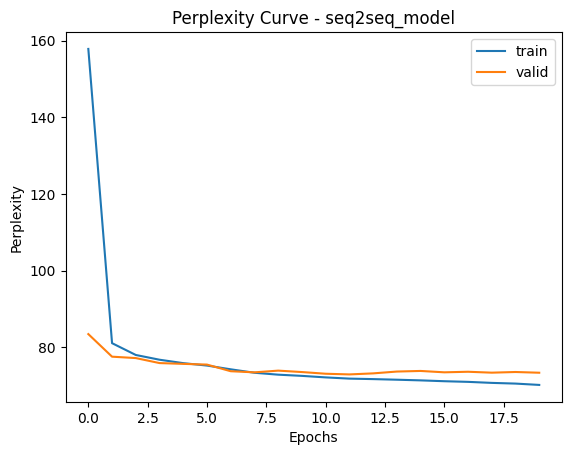 Perplexity Curve - seq2seq_model
train
valid
160
140
120
100
80
Perplexity
0.0 2.5 5.0 7.5 10.0 12.5 15.0 17.5
Epochs